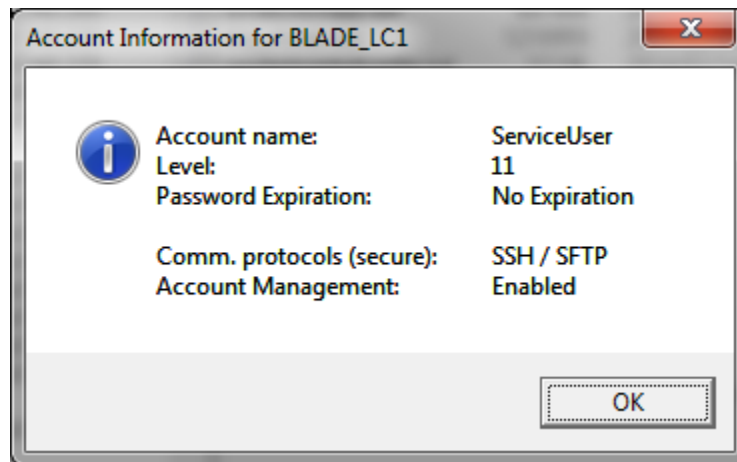 Account Information for BLADE_LC1
Account name: ServiceUser
Level: 11
Password Expiration: No Expiration
Comm. protocols (secure): SSH / SFTP
Account Management: Enabled
OK